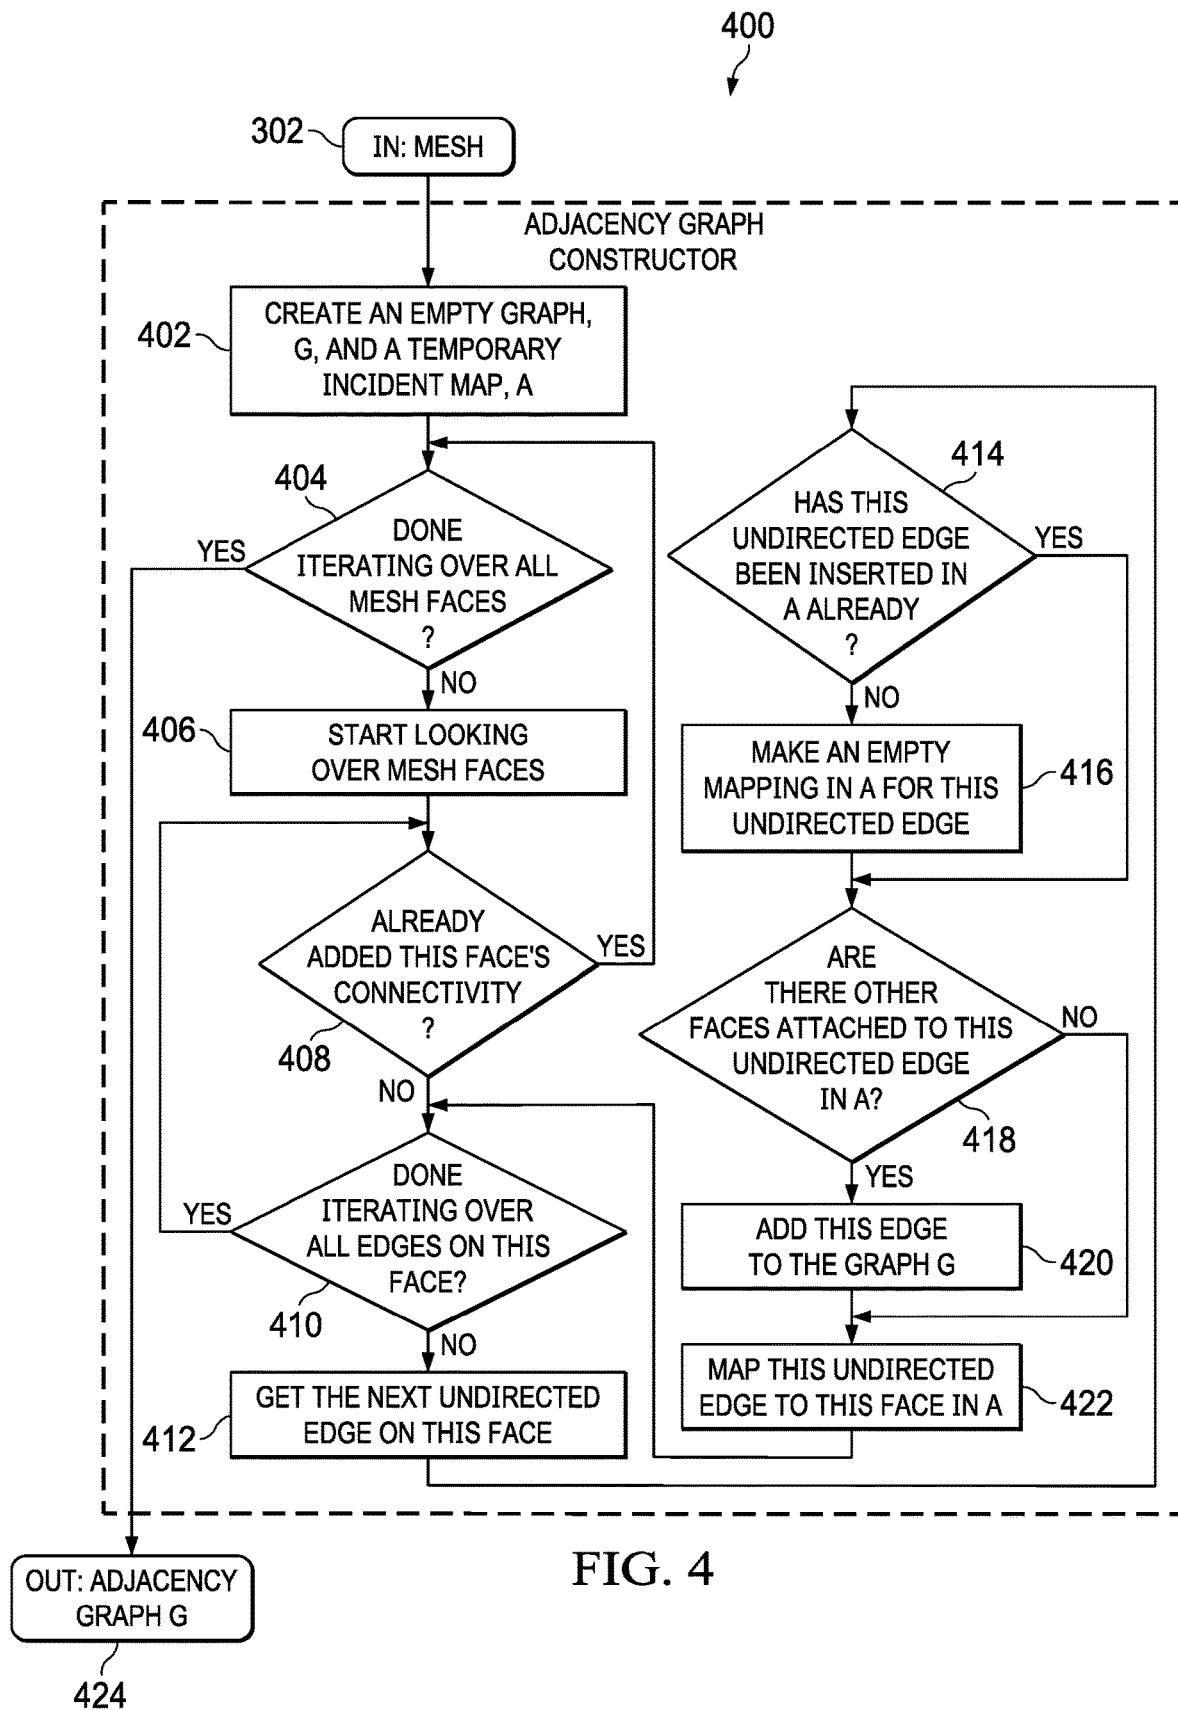 400
302
IN: MESH
ADJACENCY GRAPH
CONSTRUCTOR
402
CREATE AN EMPTY GRAPH,
G, AND A TEMPORARY
INCIDENT MAP, A
404
YES
DONE
ITERATING OVER ALL
MESH FACES
?
NO
406
START LOOKING
OVER MESH FACES
ALREADY
ADDED THIS FACE'S
CONNECTIVITY
?
YES
408
NO
DONE
ITERATING OVER
ALL EDGES ON THIS
FACE?
YES
410
NO
412
GET THE NEXT UNDIRECTED
EDGE ON THIS FACE
414
HAS THIS
UNDIRECTED EDGE
BEEN INSERTED IN
A ALREADY
?
YES
NO
MAKE AN EMPTY
MAPPING IN A FOR THIS
UNDIRECTED EDGE
416
ARE
THERE OTHER
FACES ATTACHED TO THIS
UNDIRECTED EDGE
IN A?
NO
418
YES
ADD THIS EDGE
TO THE GRAPH G
420
MAP THIS UNDIRECTED
EDGE TO THIS FACE IN A
422
OUT: ADJACENCY
GRAPH G
424
FIG. 4